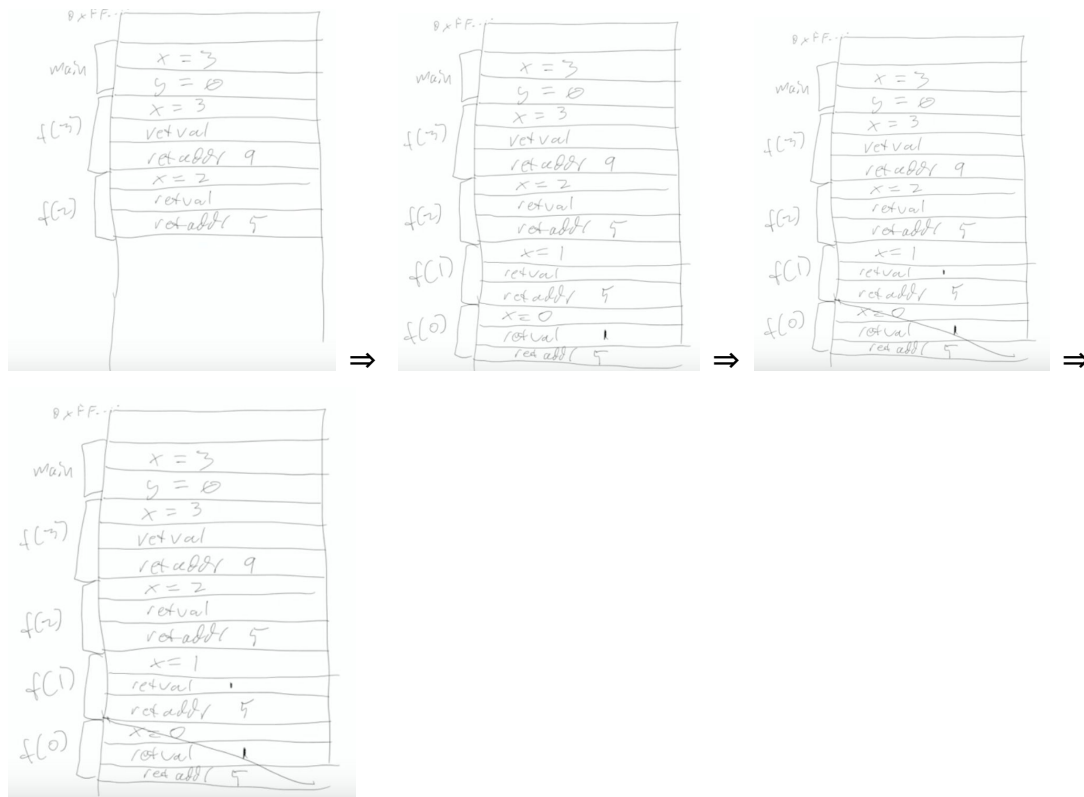 0xFF...
main
x = 3
y = 0
f(3)
x = 3
retval
ret addr 9
f(2)
x = 2
retval
ret addr 5
⇒
0xFF...
main
x = 3
y = 0
f(3)
x = 3
retval
ret addr 9
f(2)
x = 2
retval
ret addr 5
f(1)
x = 1
retval
ret addr 5
f(0)
x = 0
retval 1
ret addr 5
⇒
0xFF...
main
x = 3
y = 0
f(3)
x = 3
retval
ret addr 9
f(2)
x = 2
retval
ret addr 5
f(1)
x = 1
retval
ret addr 5
f(0)
x = 0
retval 1
ret addr 5
⇒
0xFF...
main
x = 3
y = 0
f(3)
x = 3
retval
ret addr 9
f(2)
x = 2
retval
ret addr 5
f(1)
x = 1
retval
ret addr 5
f(0)
x = 0
retval 1
ret addr 5